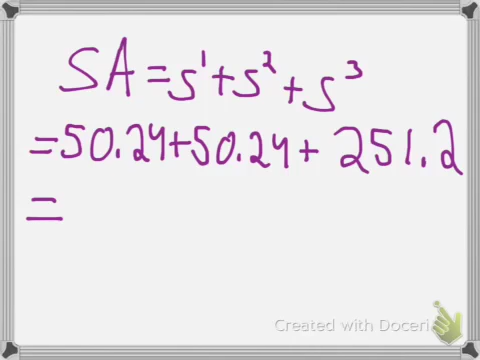 SA = s¹ + s² + s³
= 50.24 + 50.24 + 251.2
=
Created with Doceri